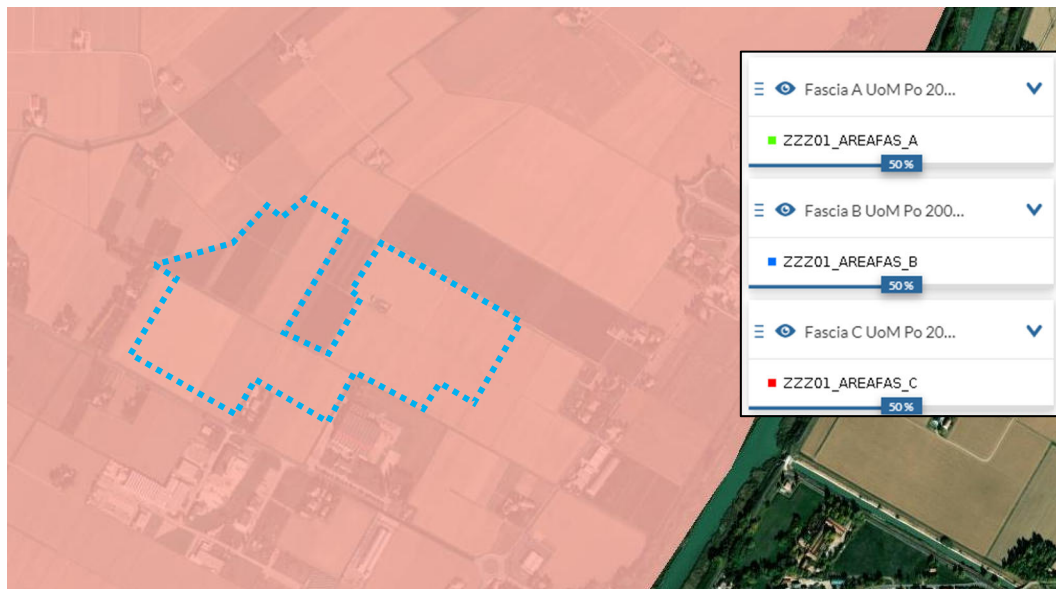 Fascia A UoM Po 20...
ZZZ01_AREAFAS_A
50 %
Fascia B UoM Po 200...
ZZZ01_AREAFAS_B
50 %
Fascia C UoM Po 20...
ZZZ01_AREAFAS_C
50 %